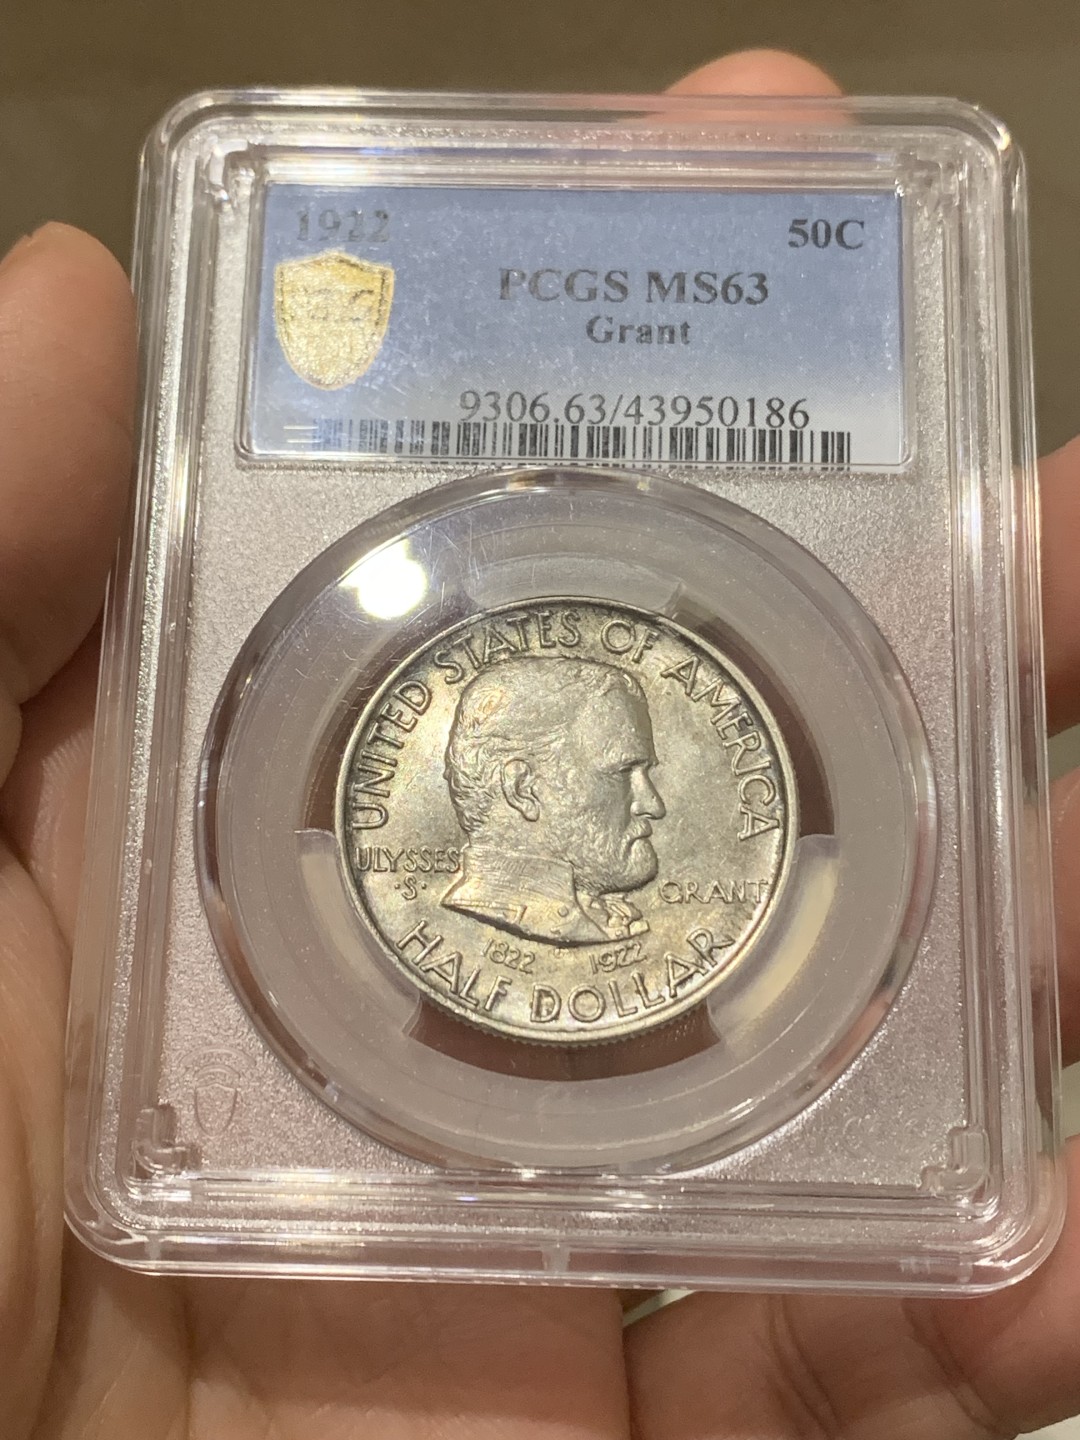 1922 50C
PCGS MS63
Grant
9306.63/43950186
UNITED STATES OF AMERICA
ULYSSES
·S· GRANT
1822 1922
HALF DOLLAR